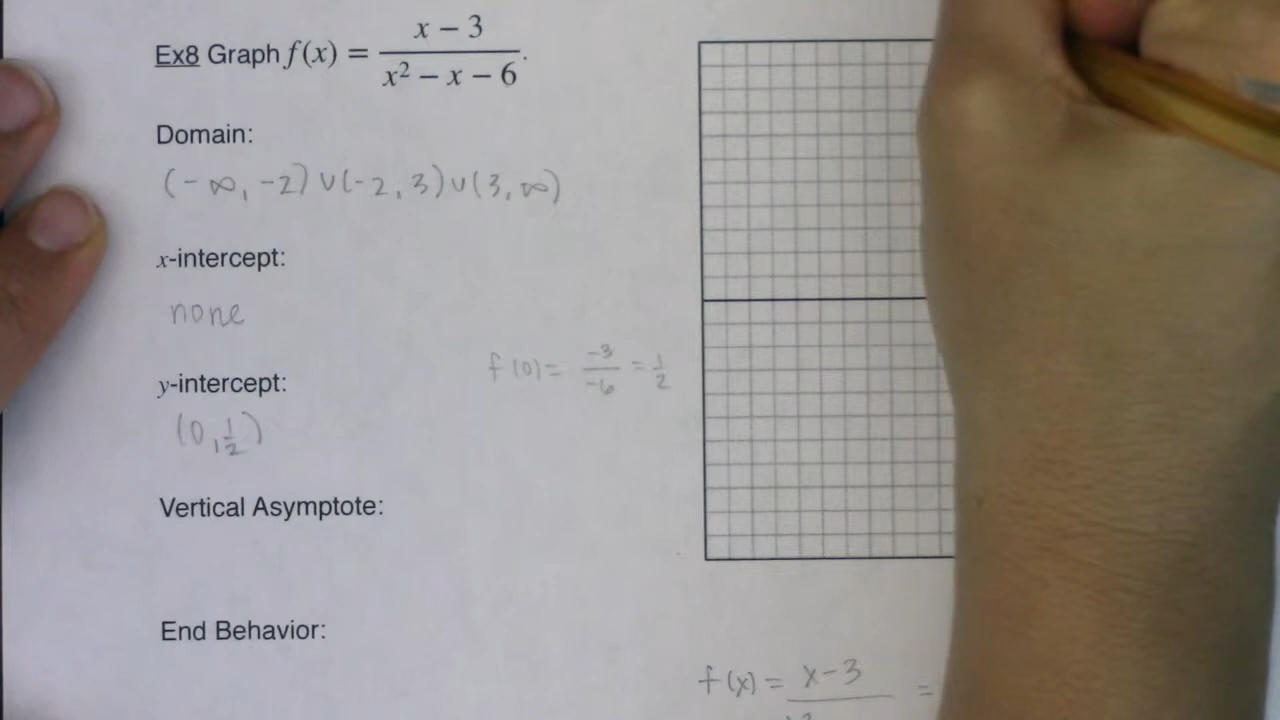 Ex8 Graph f(x) = (x − 3)/(x² − x − 6).
Domain:
(-∞, -2) ∪ (-2, 3) ∪ (3, ∞)
x-intercept:
none
f(0) = -3/-6 = 1/2
y-intercept:
(0, 1/2)
Vertical Asymptote:
End Behavior:
f(x) = x-3 =